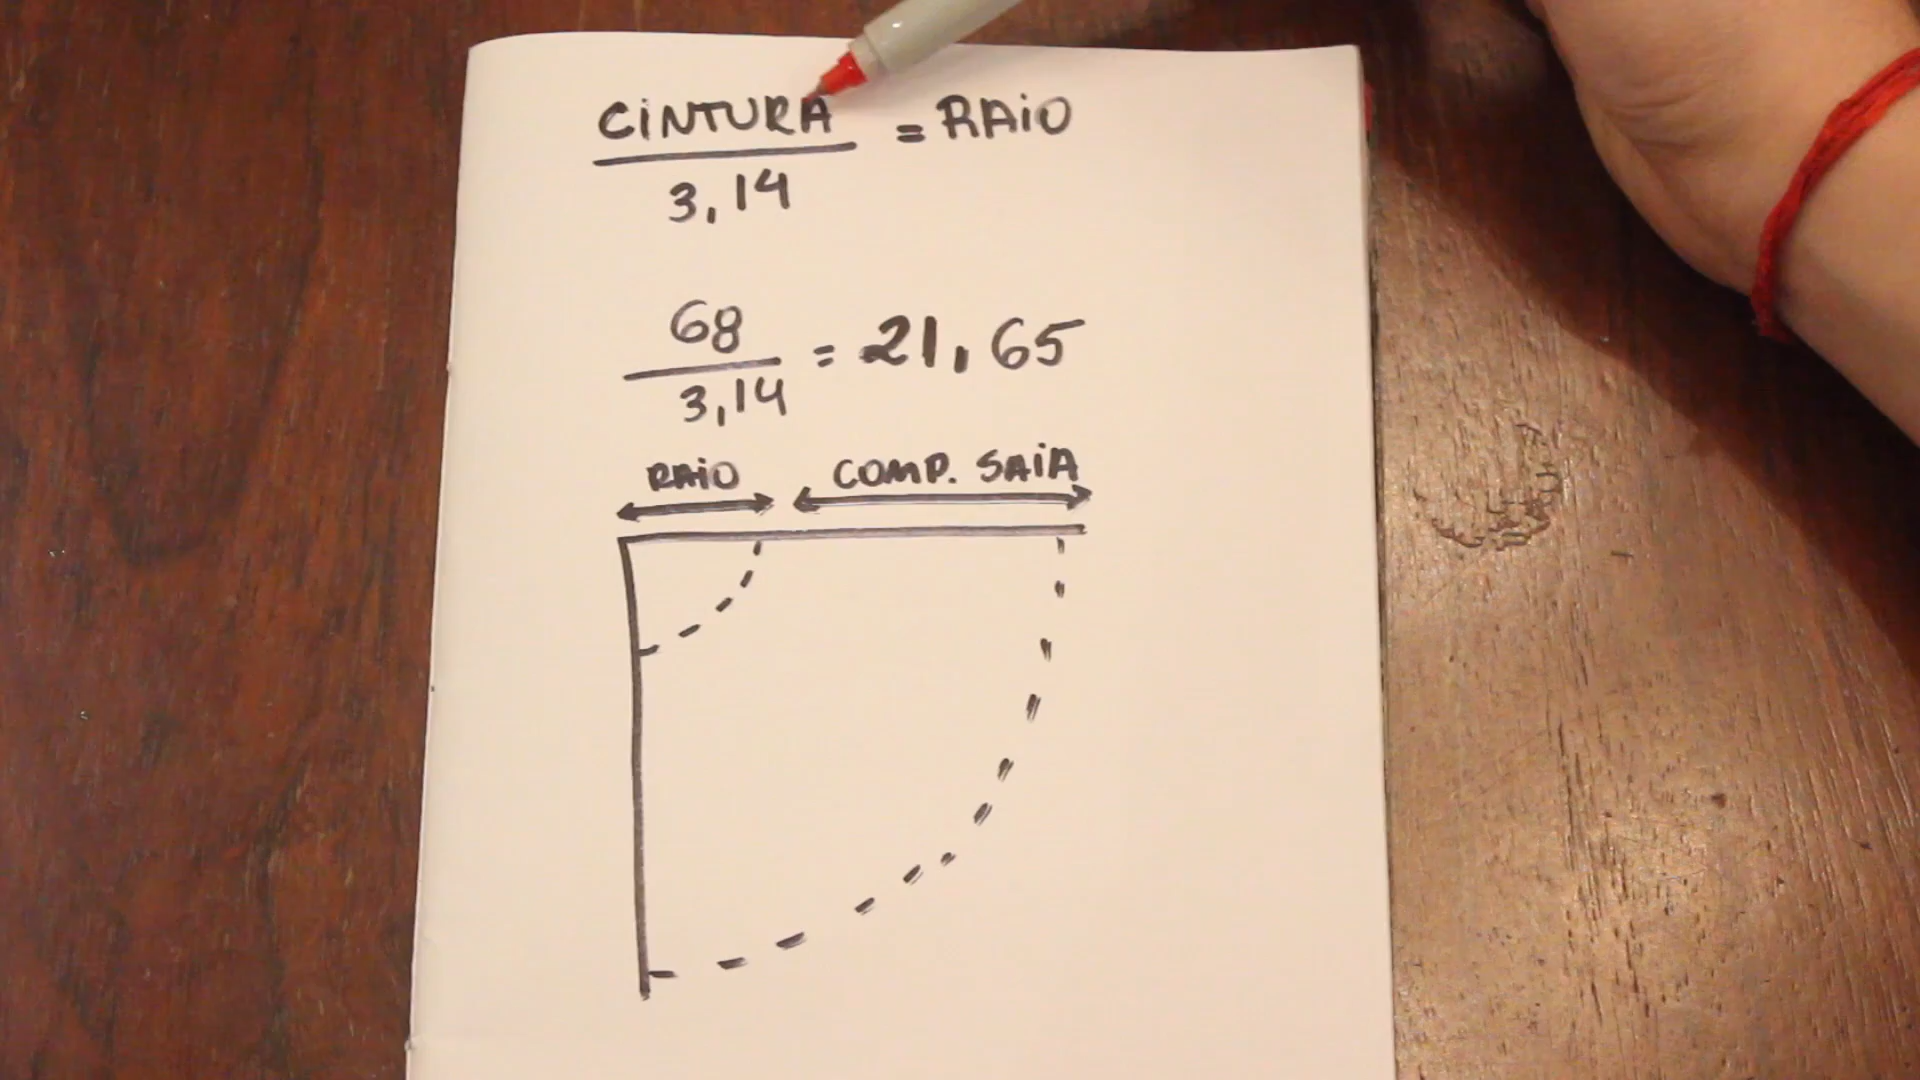 CiNTURA = RAiO
3,14
68 = 21,65
3,14
RAiO COMP. SAiA